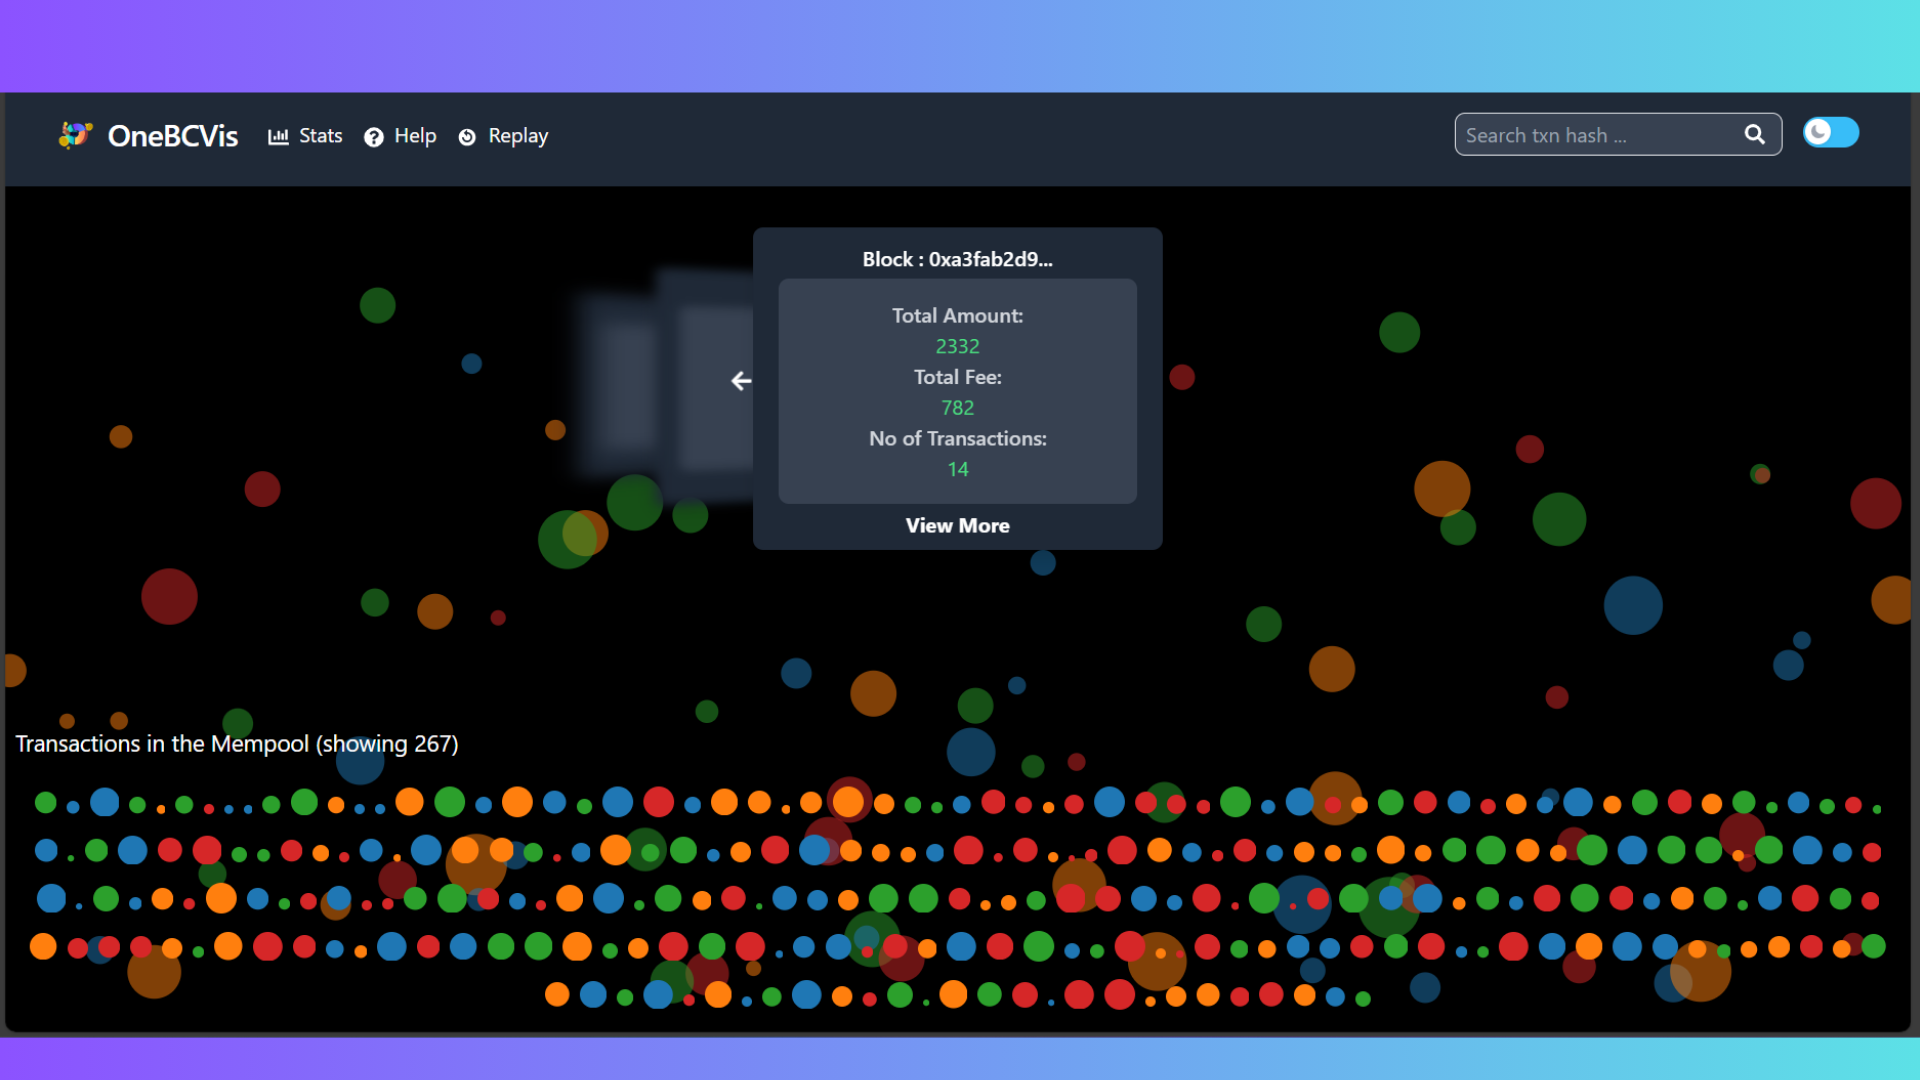 OneBCVis Stats Help Replay Search txn hash ...
Block : 0xa3fab2d9...
Total Amount:
2332
Total Fee:
782
No of Transactions:
14
View More
Transactions in the Mempool (showing 267)